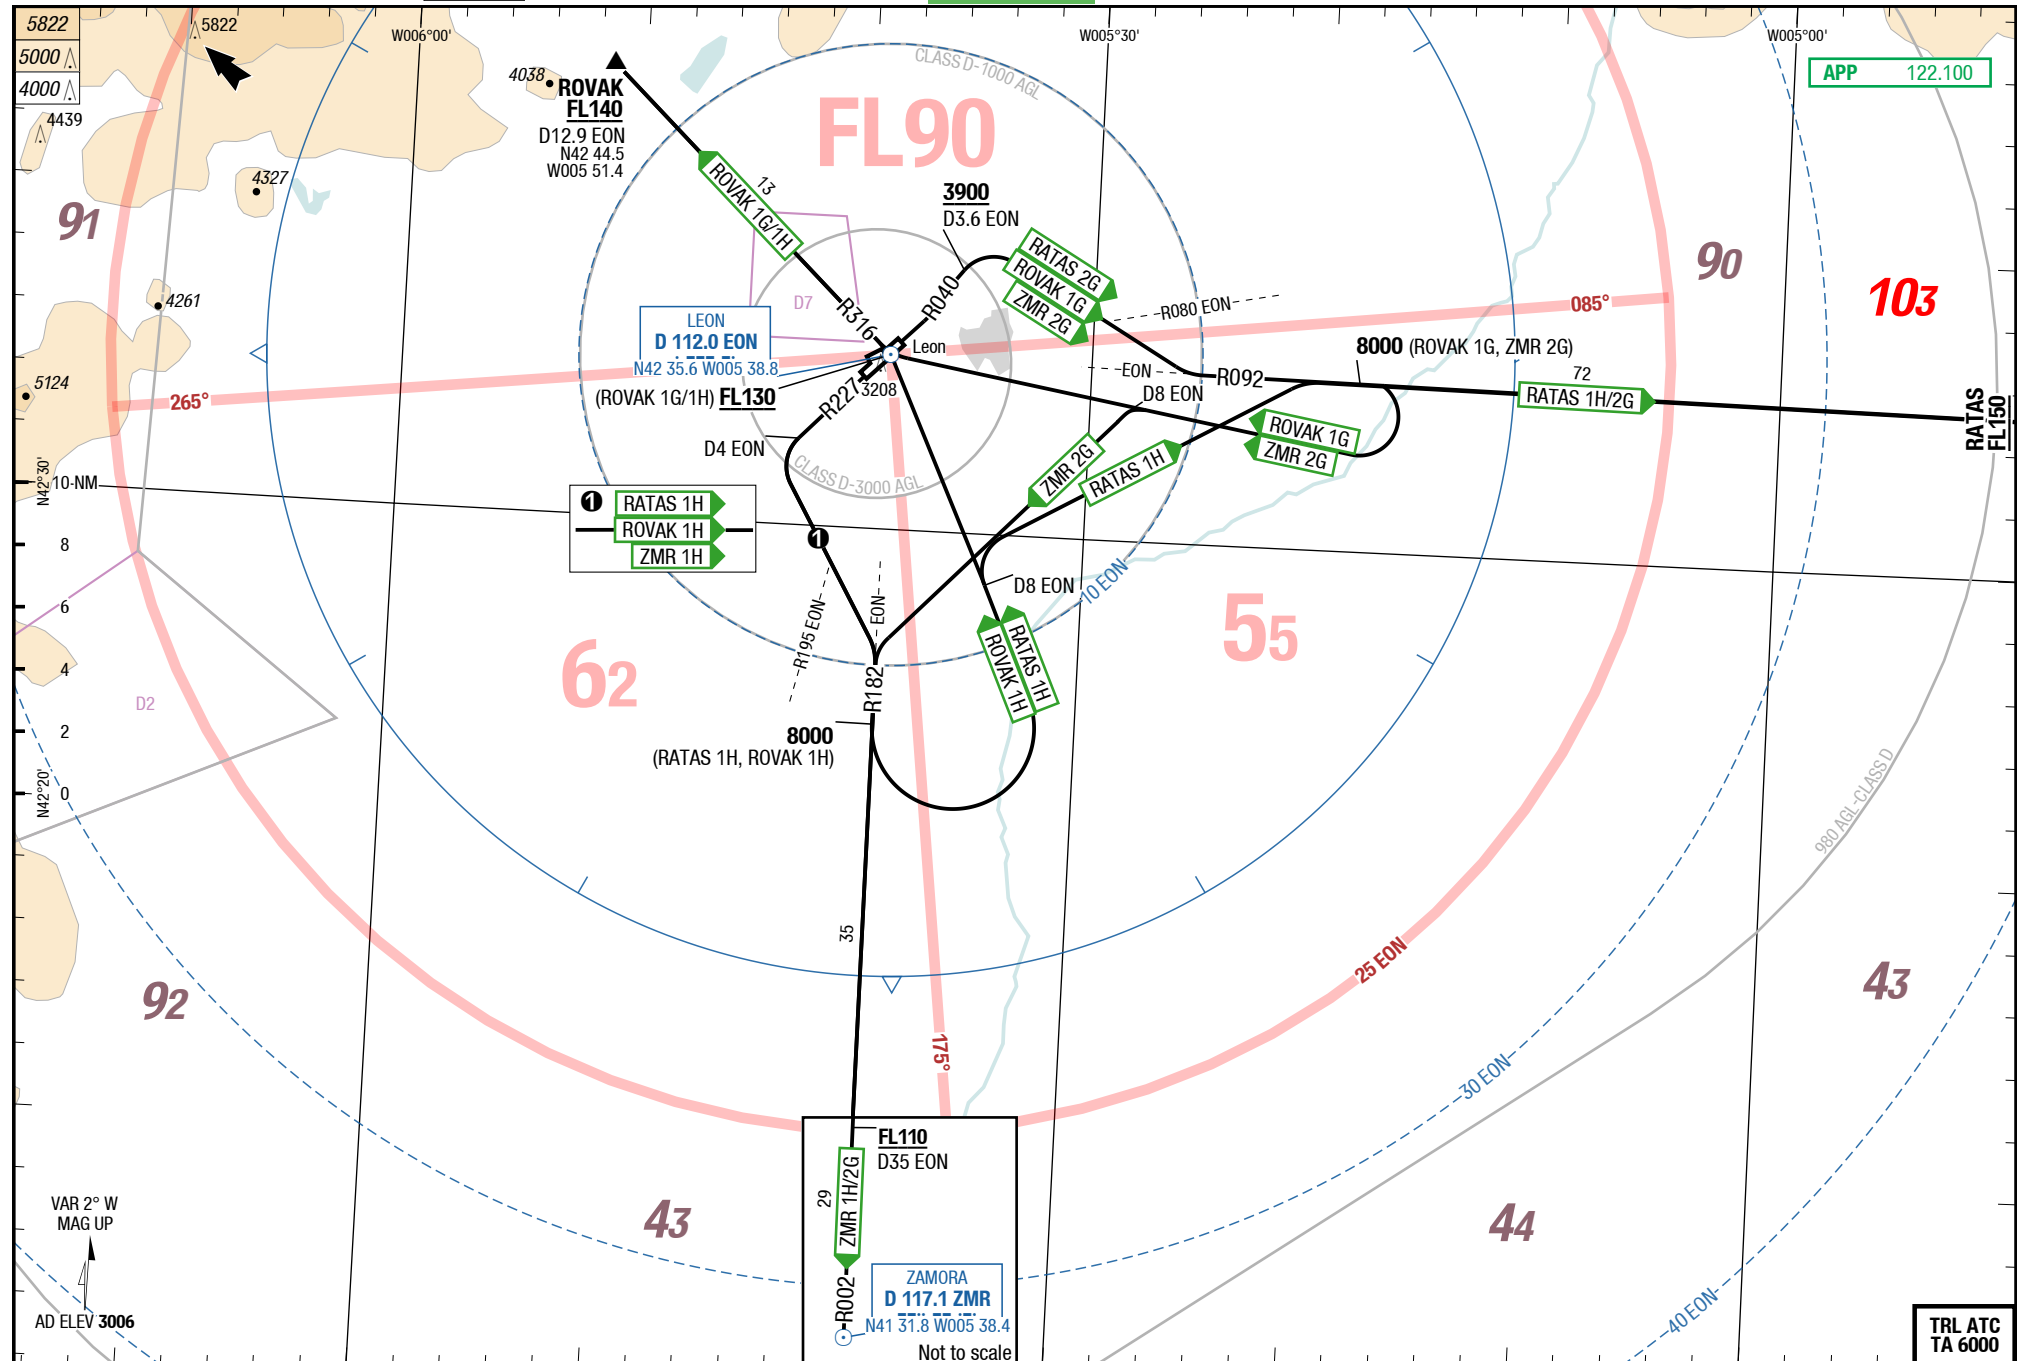 5822
5000
4000
5822
4439
4038
4327
4261
5124
W006°00'
W005°30'
W005°00'
APP 122.100
ROVAK
FL140
D12.9 EON
N42 44.5
W005 51.4
CLASS D-1000 AGL
FL90
13
ROVAK 1G/1H
3900
D3.6 EON
RATAS 2G
ROVAK 1G
ZMR 2G
R040
R080 EON
91
90
103
085°
D7
R316
LEON
D 112.0 EON
N42 35.6 W005 38.8
Leon
(ROVAK 1G/1H) FL130
3208
R227
EON
R092
8000 (ROVAK 1G, ZMR 2G)
72
RATAS 1H/2G
RATAS
FL150
265°
D8 EON
ROVAK 1G
ZMR 2G
D4 EON
CLASS D-3000 AGL
ZMR 2G
RATAS 1H
N42°30'
10-NM
8
6
4
2
0
N42°20'
1
RATAS 1H
ROVAK 1H
ZMR 1H
1
D8 EON
10 EON
R195 EON
EON
RATAS 1H
ROVAK 1H
62
55
R182
D2
8000
(RATAS 1H, ROVAK 1H)
980 AGL-CLASS D
35
25 EON
175°
92
43
30 EON
FL110
D35 EON
29
ZMR 1H/2G
43
44
VAR 2° W
MAG UP
AD ELEV 3006
R002
ZAMORA
D 117.1 ZMR
N41 31.8 W005 38.4
Not to scale
40 EON
TRL ATC
TA 6000